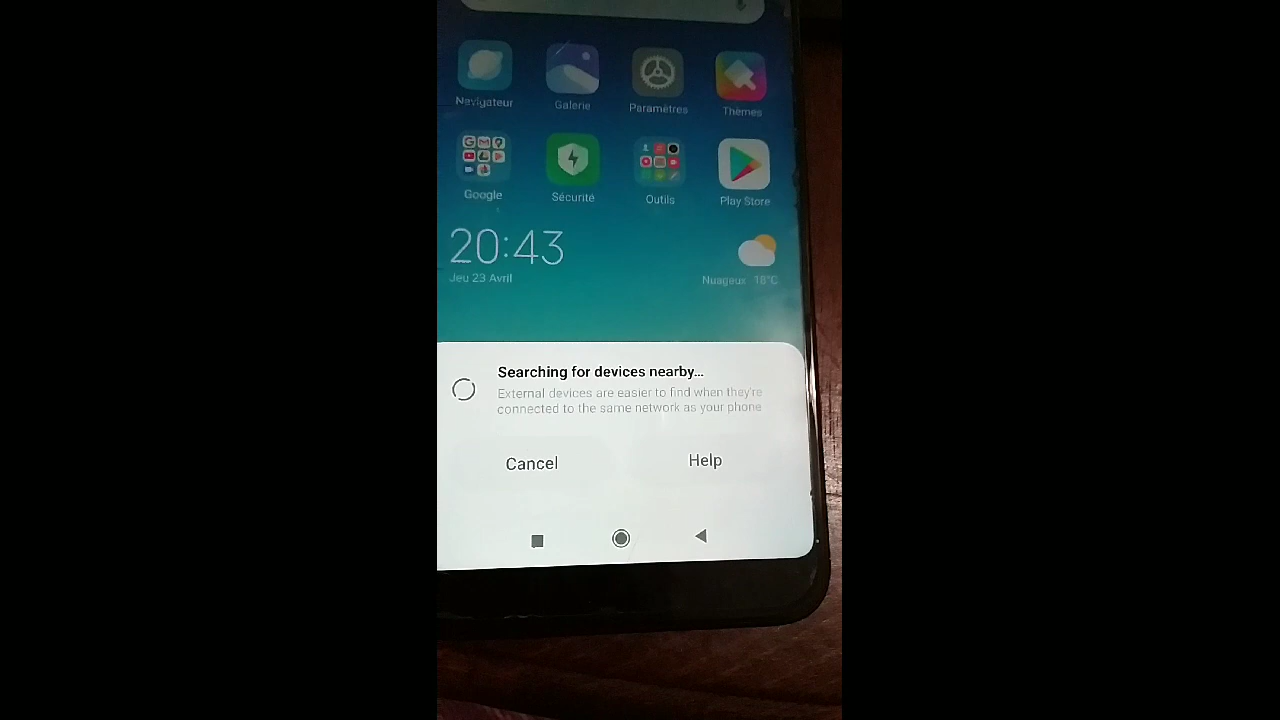 Navigateur
Galerie
Paramètres
Thèmes
Google
Sécurité
Outils
Play Store
20:43
Jeu 23 Avril
Nuageux 18°C
Searching for devices nearby...
External devices are easier to find when they're
connected to the same network as your phone
Cancel
Help